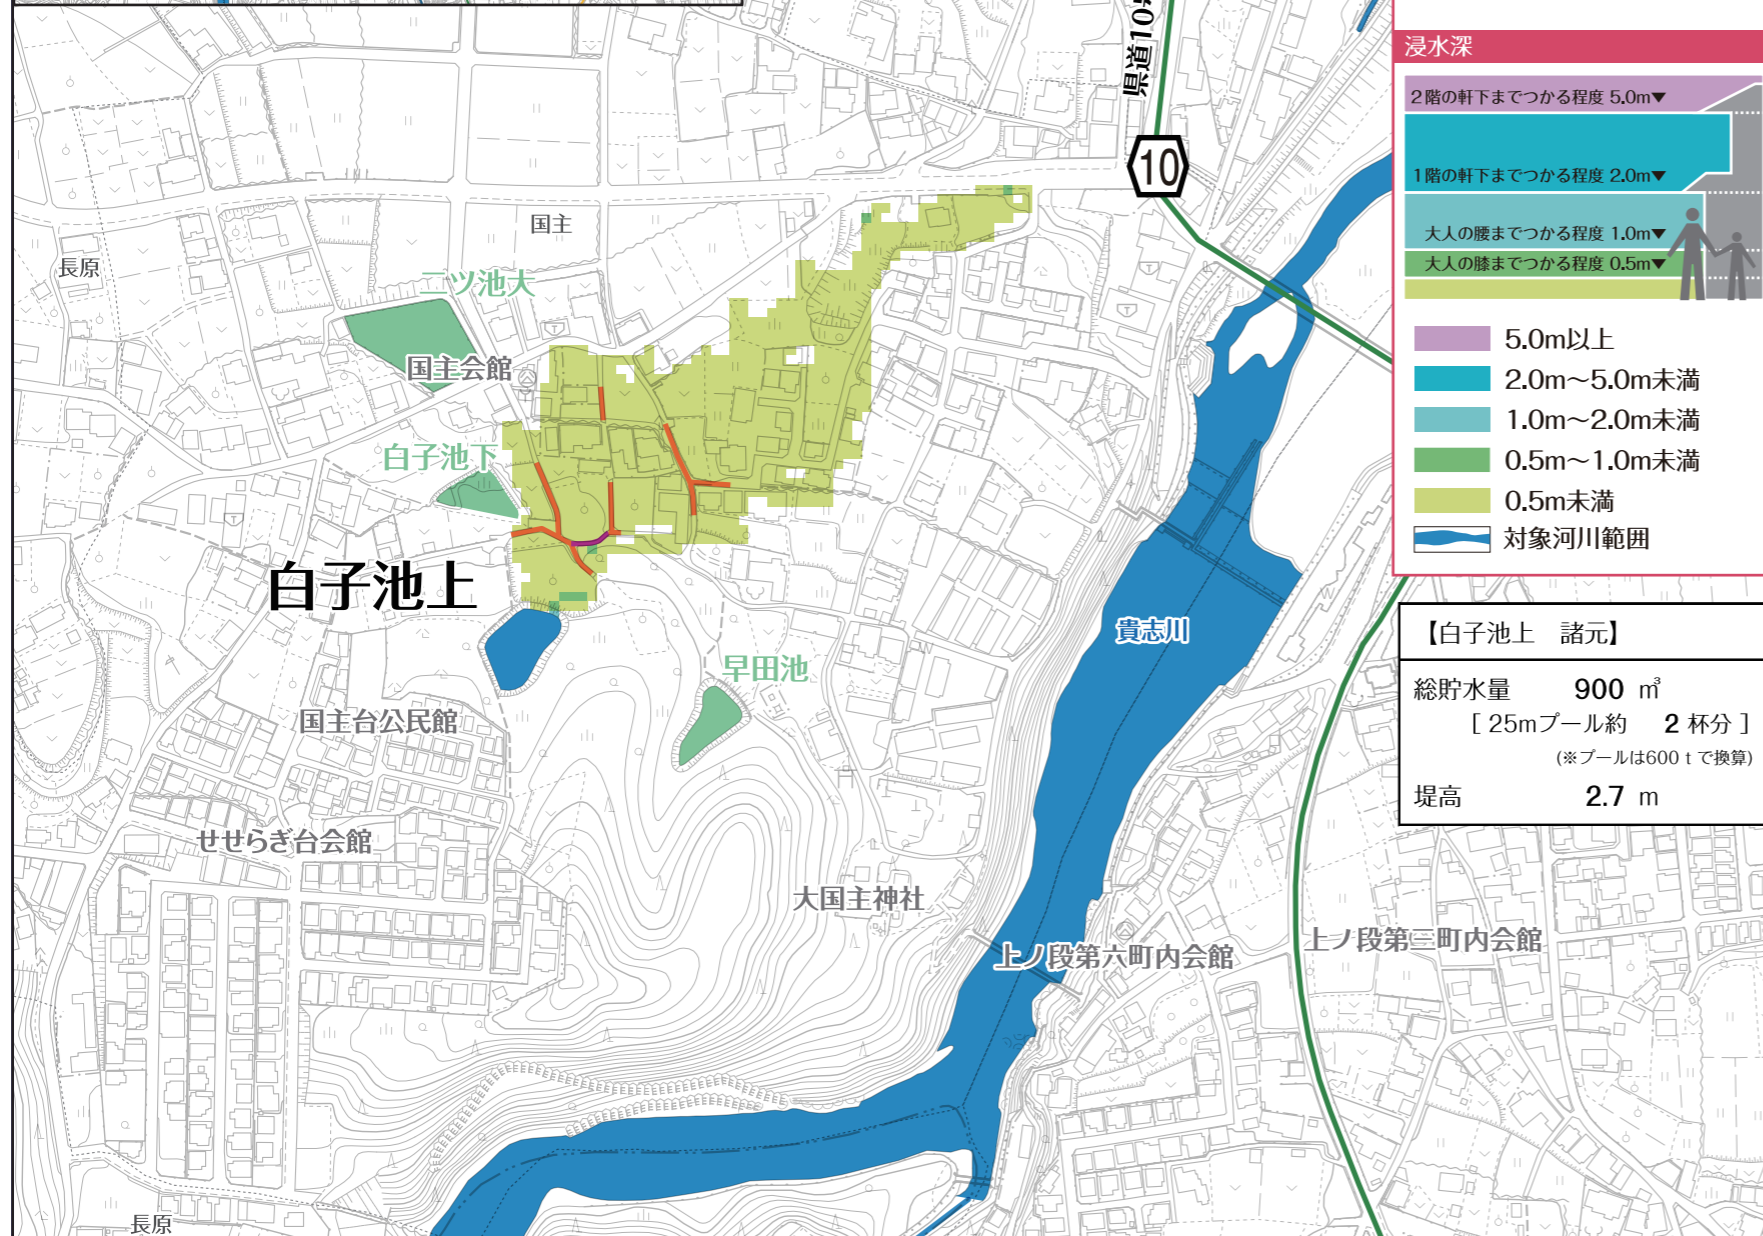 県道10号
10
国主
長原
二ツ池大
国主会館
白子池下
白子池上
貴志川
早田池
国主台公民館
せせらぎ台会館
大国主神社
上ノ段第六町内会館
上ノ段第三町内会館
長原
浸水深
2階の軒下までつかる程度 5.0m▼
1階の軒下までつかる程度 2.0m▼
大人の腰までつかる程度 1.0m▼
大人の膝までつかる程度 0.5m▼
5.0m以上
2.0m～5.0m未満
1.0m～2.0m未満
0.5m～1.0m未満
0.5m未満
対象河川範囲
【白子池上 諸元】
総貯水量 900 ㎥
[ 25mプール約 2 杯分 ]
(※プールは600 t で換算)
堤高 2.7 m